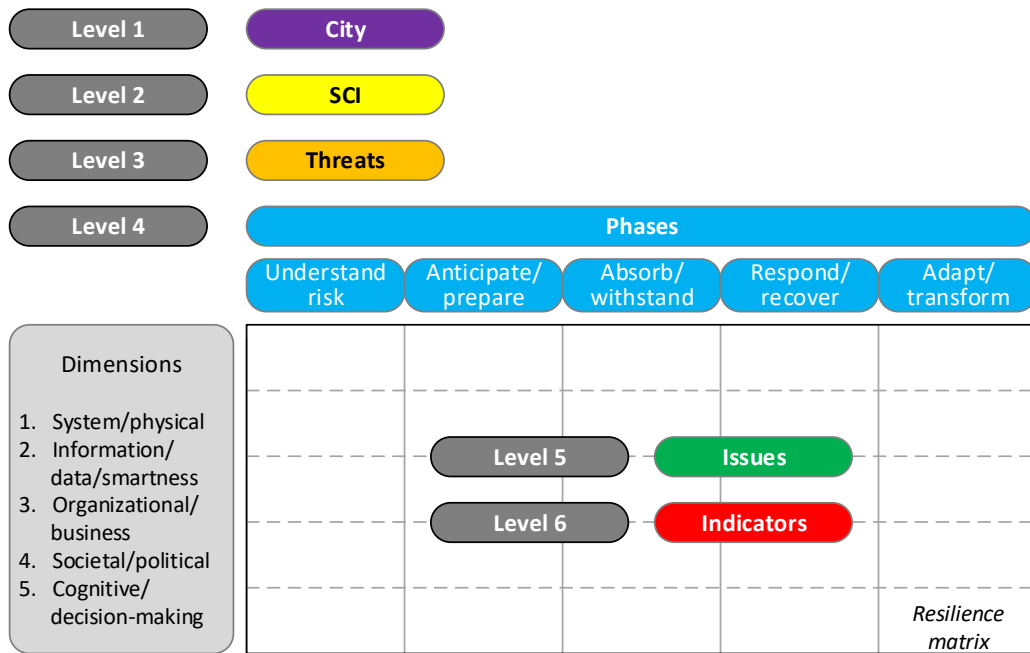 Level 1
City
Level 2
SCI
Level 3
Threats
Level 4
Phases
Understand
risk
Anticipate/
prepare
Absorb/
withstand
Respond/
recover
Adapt/
transform
Dimensions
1. System/physical
2. Information/
data/smartness
3. Organizational/
business
4. Societal/political
5. Cognitive/
decision-making
Level 5
Issues
Level 6
Indicators
Resilience
matrix